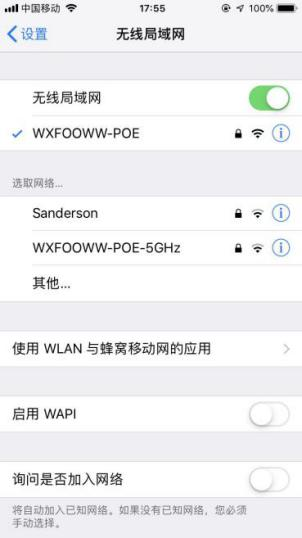 中国移动 17:55 100%
设置 无线局域网
无线局域网
WXFOOWW-POE
选取网络...
Sanderson
WXFOOWW-POE-5GHz
其他...
使用 WLAN 与蜂窝移动网的应用
启用 WAPI
询问是否加入网络
将自动加入已知网络。如果没有已知网络，您必须
手动选择。